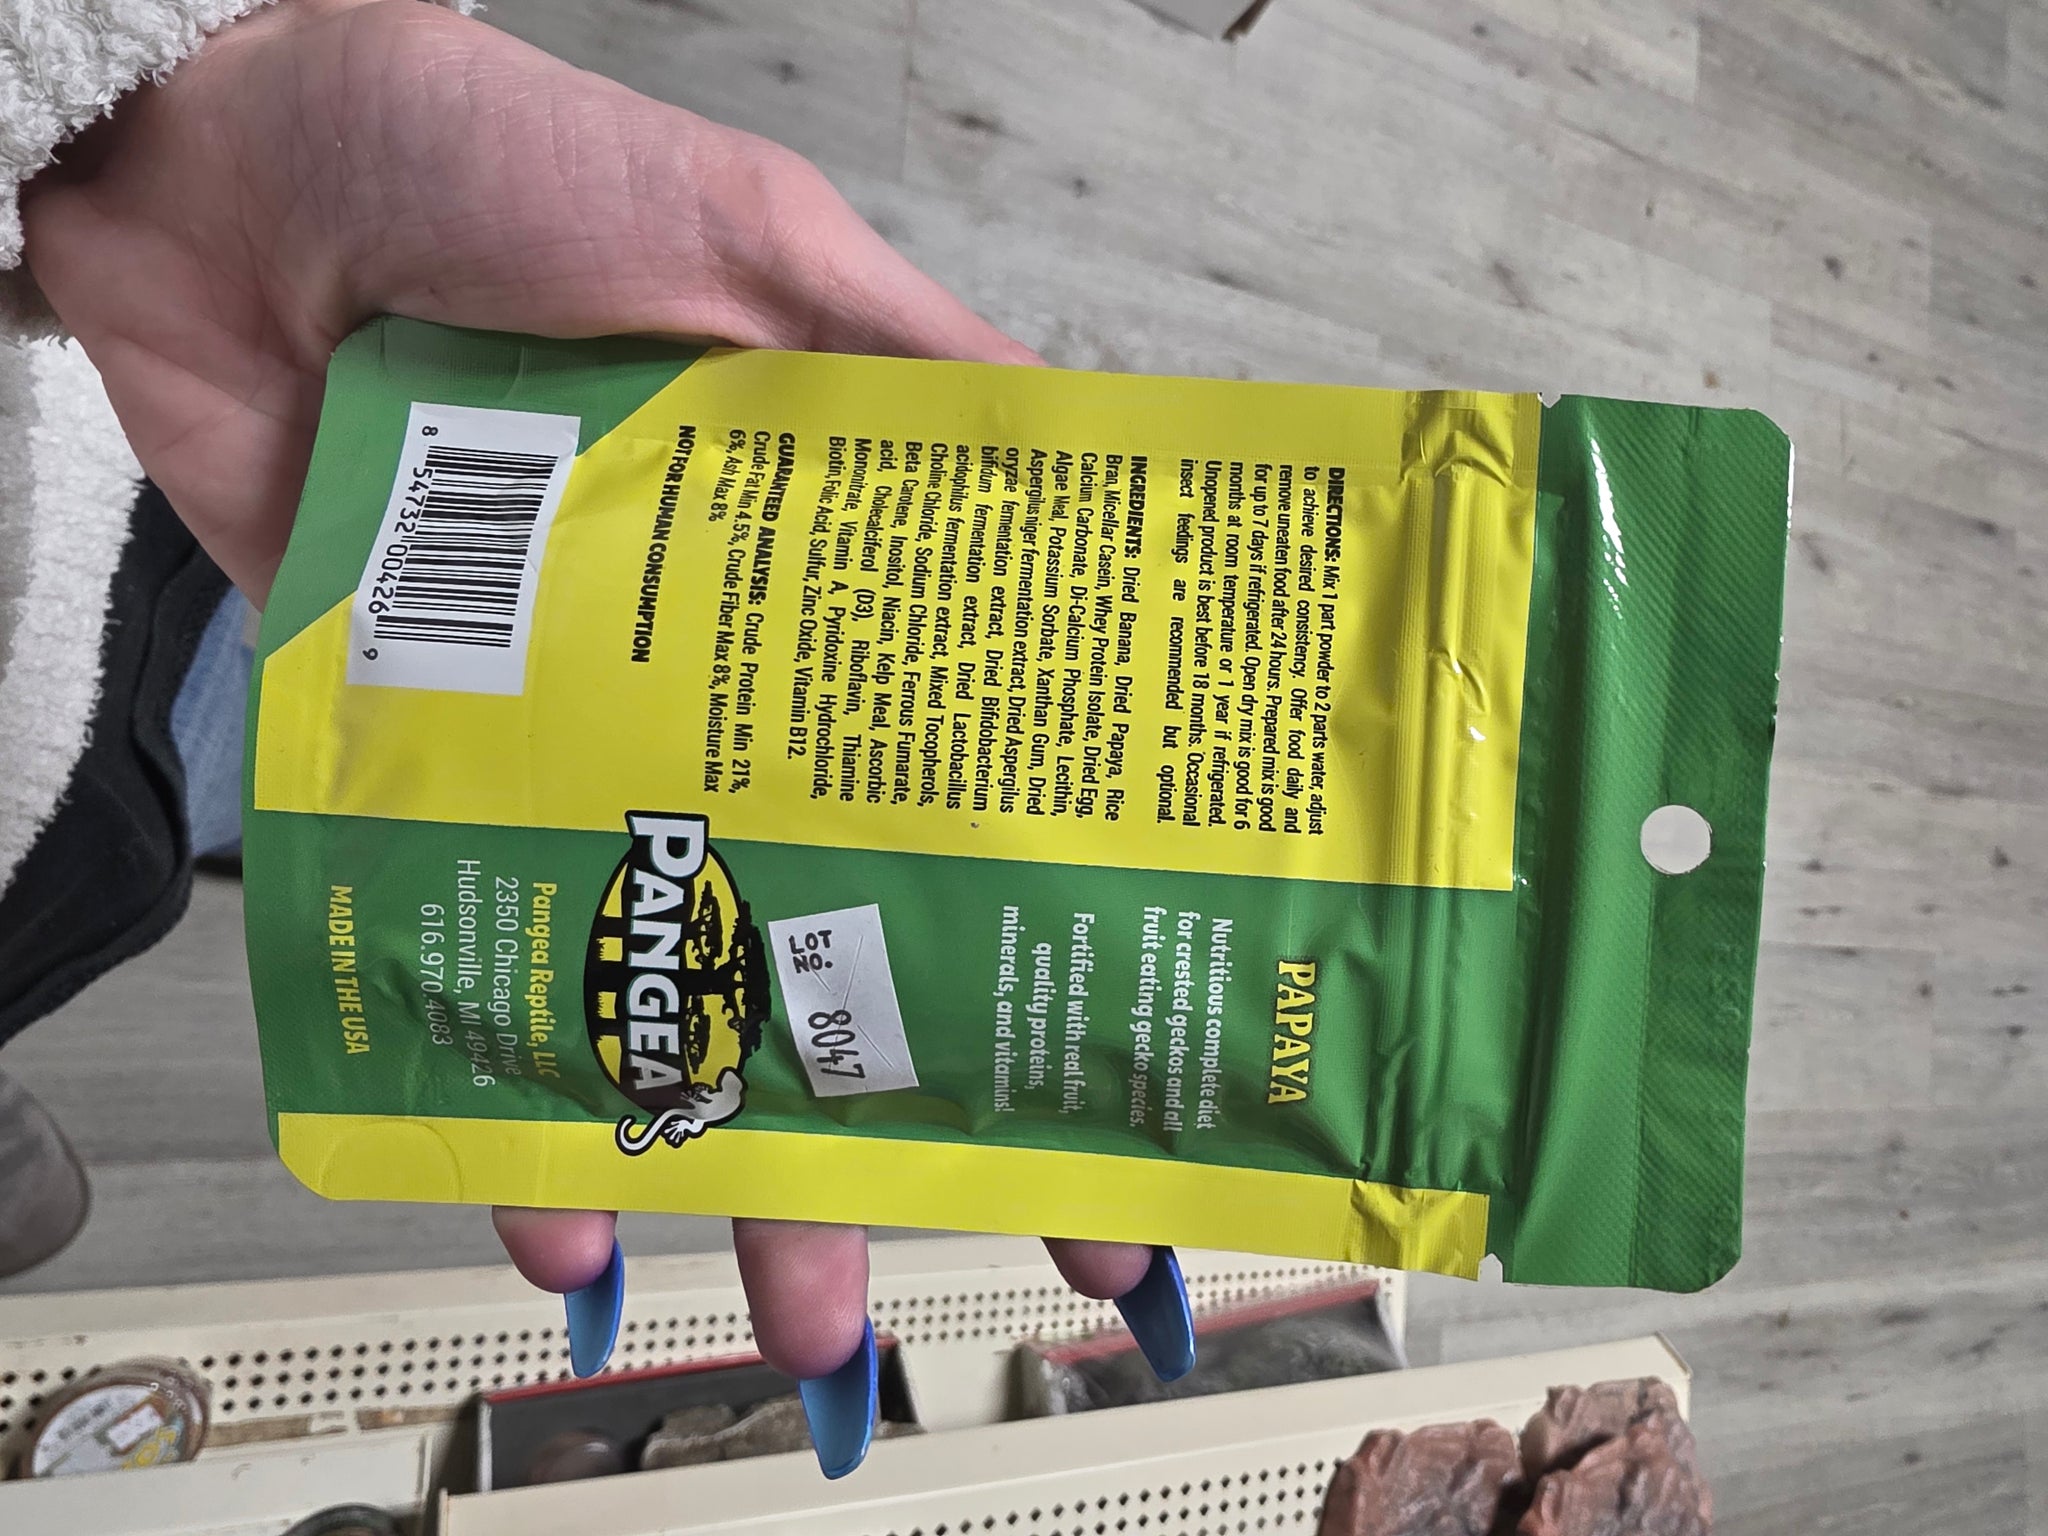 DIRECTIONS: Mix 1 part powder to 2 parts water, adjust
to achieve desired consistency. Offer food daily and
remove uneaten food after 24 hours. Prepared mix is good
for up to 7 days if refrigerated. Open dry mix is good for 6
months at room temperature or 1 year if refrigerated.
Unopened product is best before 18 months. Occasional
insect feedings are recommended but optional.
INGREDIENTS: Dried Banana, Dried Papaya, Rice
Bran, Micellar Casein, Whey Protein Isolate, Dried Egg,
Calcium Carbonate, Di-Calcium Phosphate, Lecithin,
Algae Meal, Potassium Sorbate, Xanthan Gum, Dried
Aspergilus niger fermentation extract, Dried Aspergilus
oryzae fermentation extract, Dried Bifidobacterium
bifidum fermentation extract, Dried Lactobacillus
acidophilus fermentation extract, Mixed Tocopherols,
Choline Chloride, Sodium Chloride, Ferrous Fumarate,
Beta Carotene, Inositol, Niacin, Kelp Meal, Ascorbic
acid, Cholecalciferol (D3), Riboflavin, Thiamine
Mononitrate, Vitamin A, Pyridoxine Hydrochloride,
Biotin, Folic Acid, Sulfur, Zinc Oxide, Vitamin B12.
GUARANTEED ANALYSIS: Crude Protein Min 21%,
Crude Fat Min 4.5%, Crude Fiber Max 8%, Moisture Max
6%, Ash Max 8%
NOT FOR HUMAN CONSUMPTION
8 54732 00426 9
PAPAYA
Nutritious complete diet
for crested geckos and all
fruit eating gecko species.
Fortified with real fruit,
quality proteins,
minerals, and vitamins!
8047
PANGEA
Pangea Reptile, LLC
2350 Chicago Drive
Hudsonville, MI 49426
616.970.4083
MADE IN THE USA